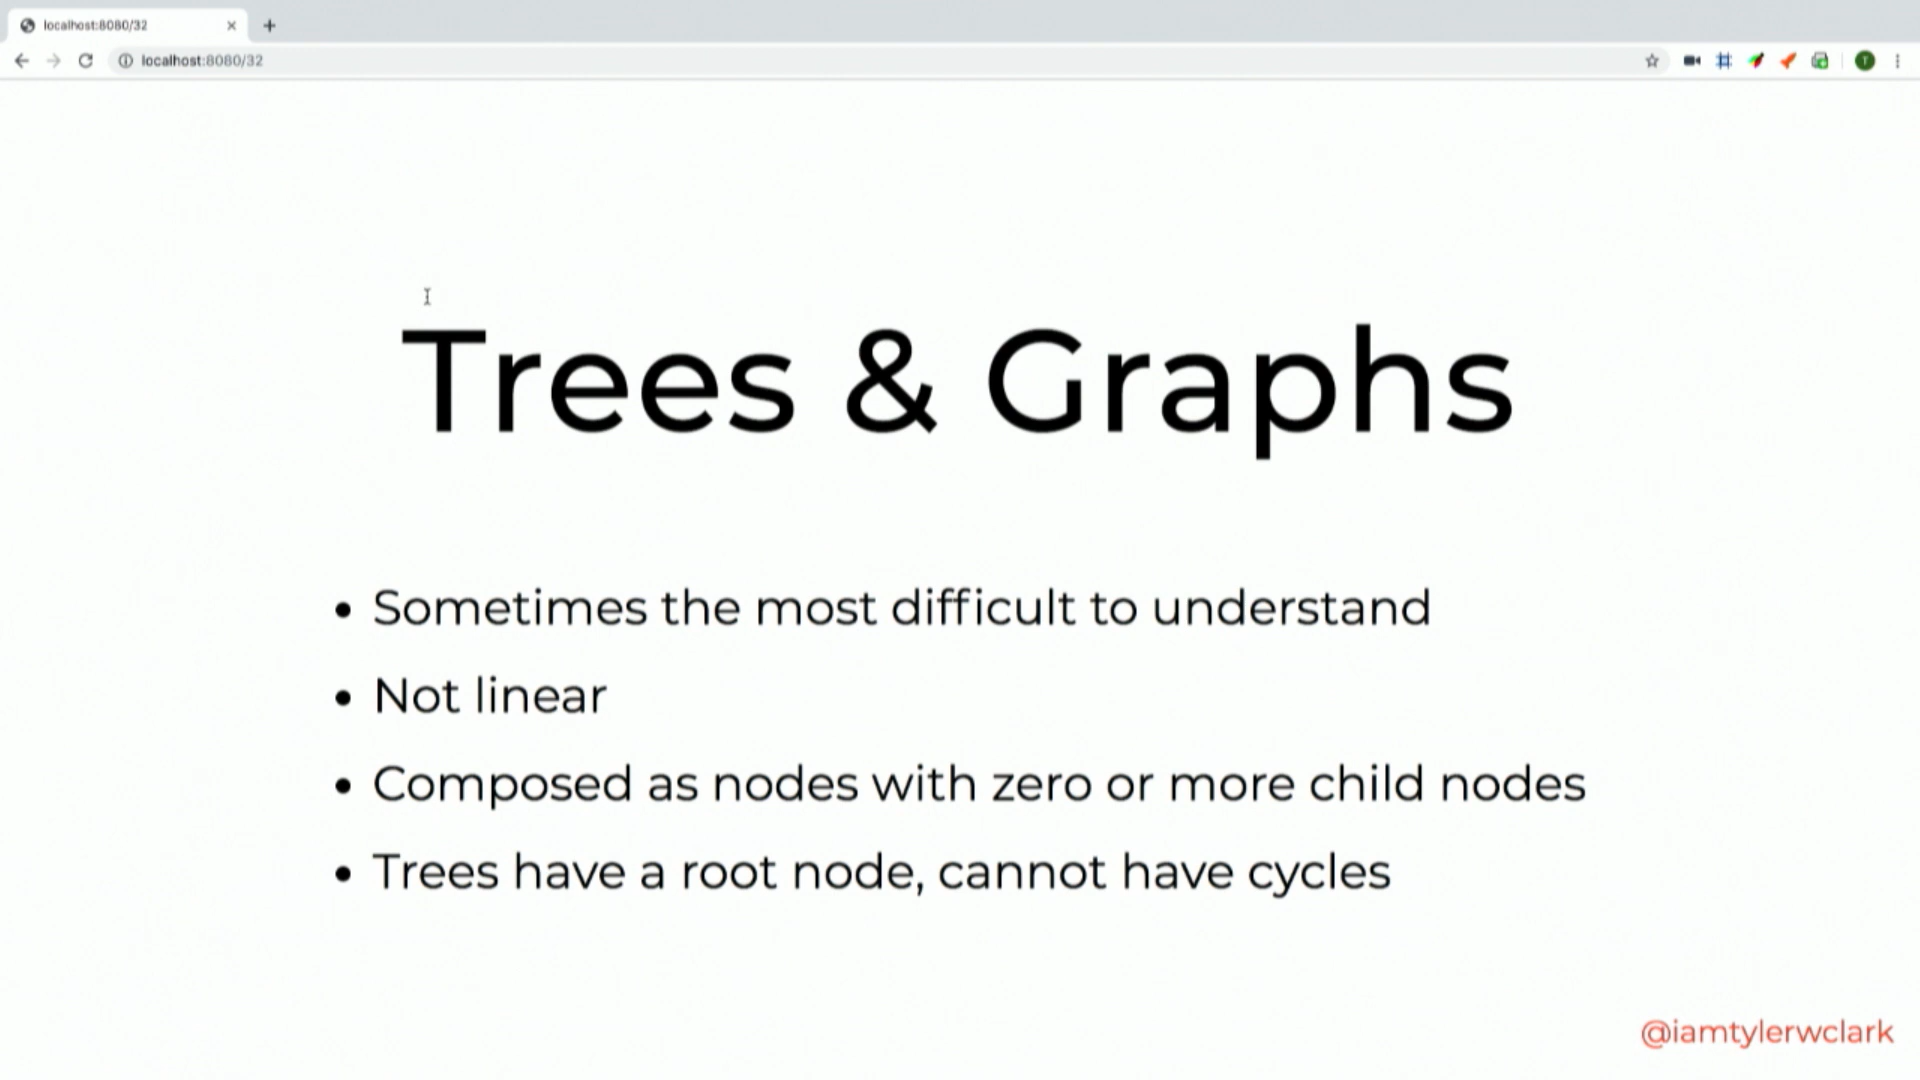 localhost:8080/32
localhost:8080/32
Trees & Graphs
• Sometimes the most difficult to understand
• Not linear
• Composed as nodes with zero or more child nodes
• Trees have a root node, cannot have cycles
@iamtylerwclark